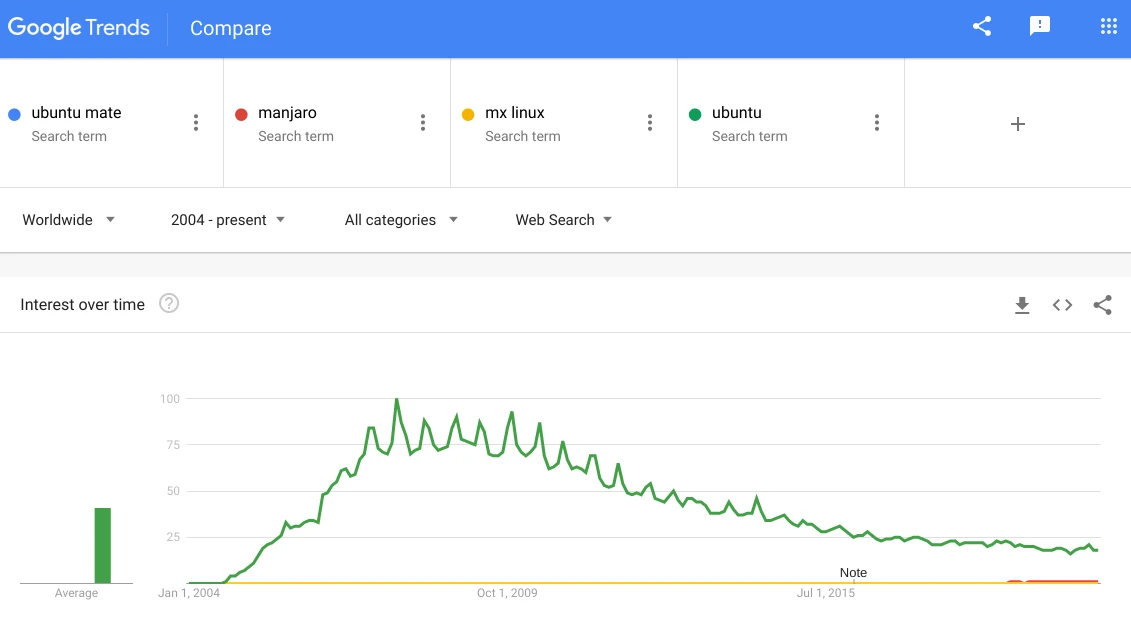 Google Trends Compare
ubuntu mate
Search term
manjaro
Search term
mx linux
Search term
ubuntu
Search term
Worldwide 2004 - present All categories Web Search
Interest over time
100
75
50
25
Note
Average
Jan 1, 2004 Oct 1, 2009 Jul 1, 2015